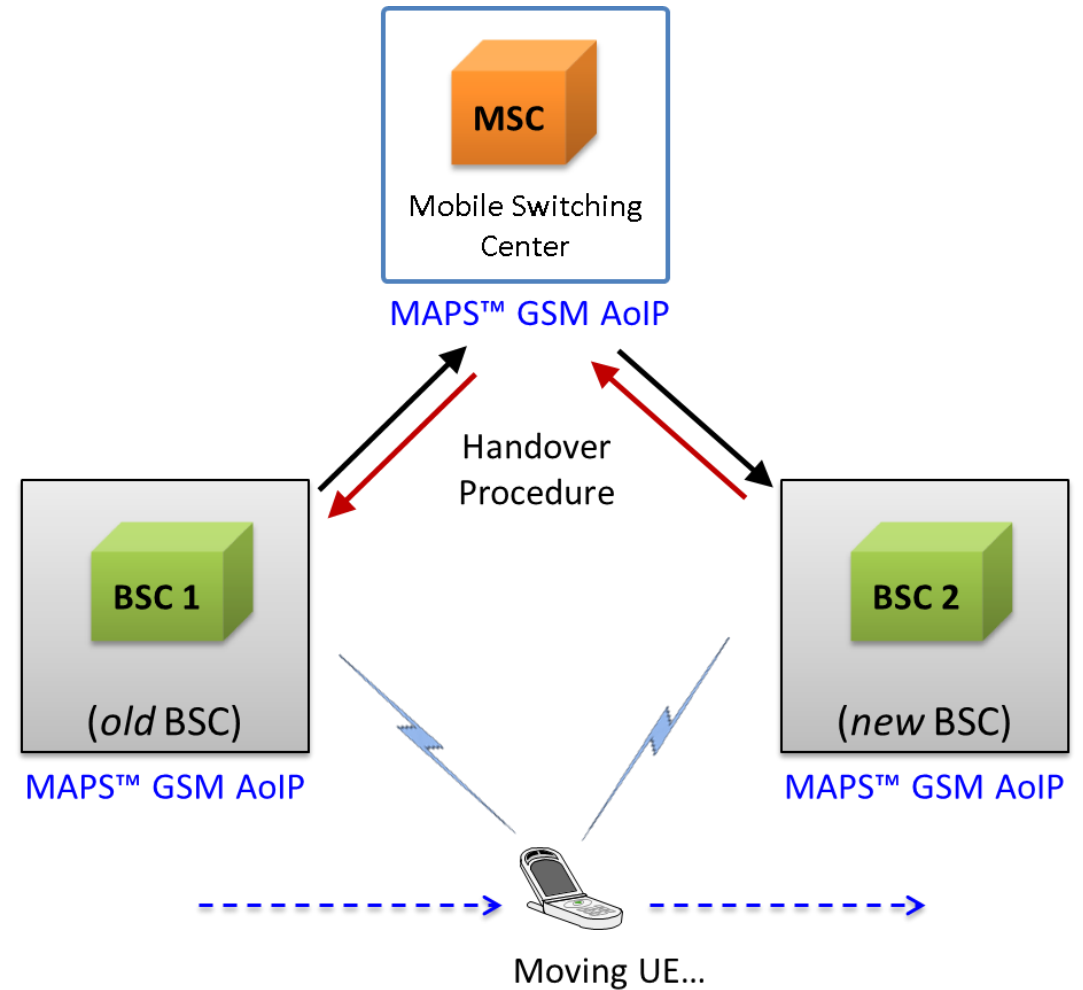 MSC
Mobile Switching
Center
MAPS™ GSM AoIP
Handover
Procedure
BSC 1
(old BSC)
MAPS™ GSM AoIP
BSC 2
(new BSC)
MAPS™ GSM AoIP
Moving UE...